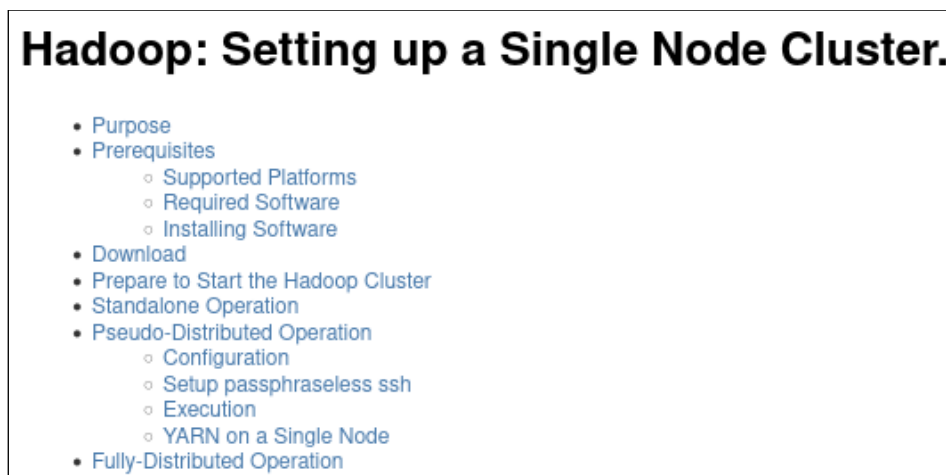 Hadoop: Setting up a Single Node Cluster.
Purpose
Prerequisites
Supported Platforms
Required Software
Installing Software
Download
Prepare to Start the Hadoop Cluster
Standalone Operation
Pseudo-Distributed Operation
Configuration
Setup passphraseless ssh
Execution
YARN on a Single Node
Fully-Distributed Operation